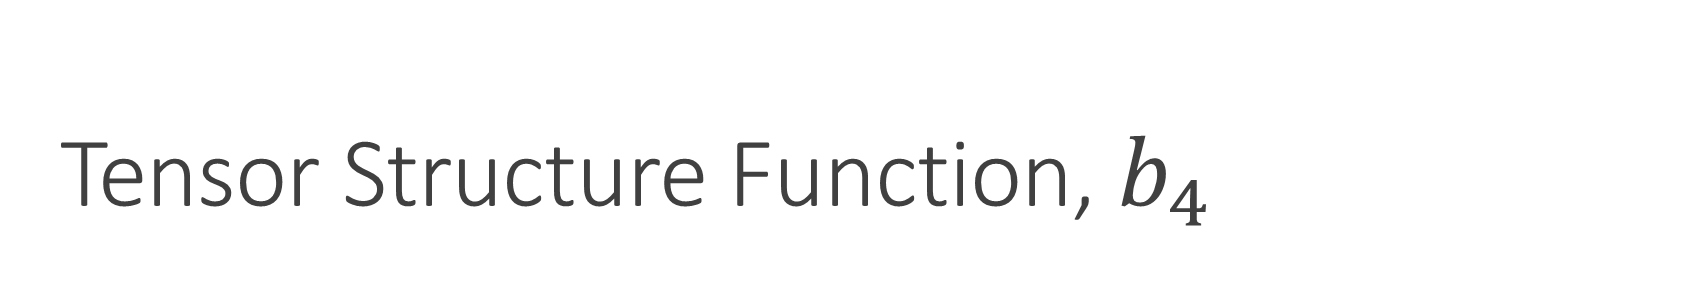 Tensor Structure Function, b₄